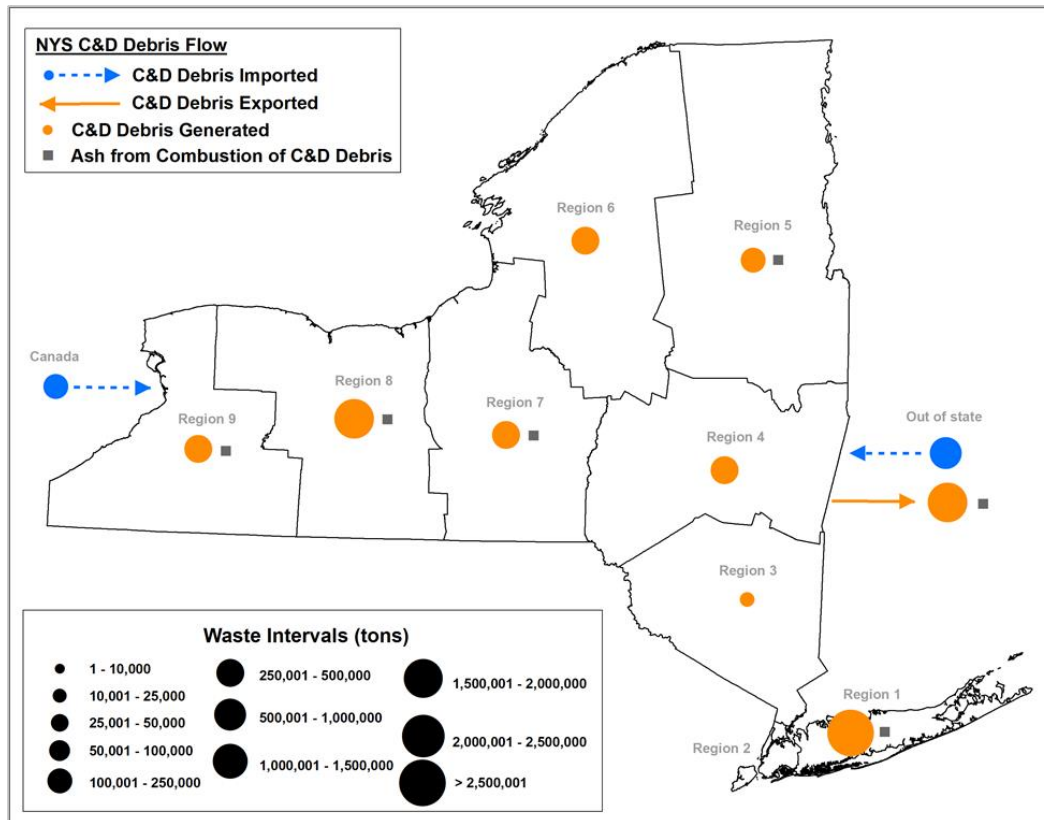 NYS C&D Debris Flow
C&D Debris Imported
C&D Debris Exported
C&D Debris Generated
Ash from Combustion of C&D Debris
Region 6
Region 5
Canada
Region 8
Region 9
Region 7
Region 4
Out of state
Region 3
Region 1
Region 2
Waste Intervals (tons)
1 - 10,000
10,001 - 25,000
25,001 - 50,000
50,001 - 100,000
100,001 - 250,000
250,001 - 500,000
500,001 - 1,000,000
1,000,001 - 1,500,000
1,500,001 - 2,000,000
2,000,001 - 2,500,000
> 2,500,001